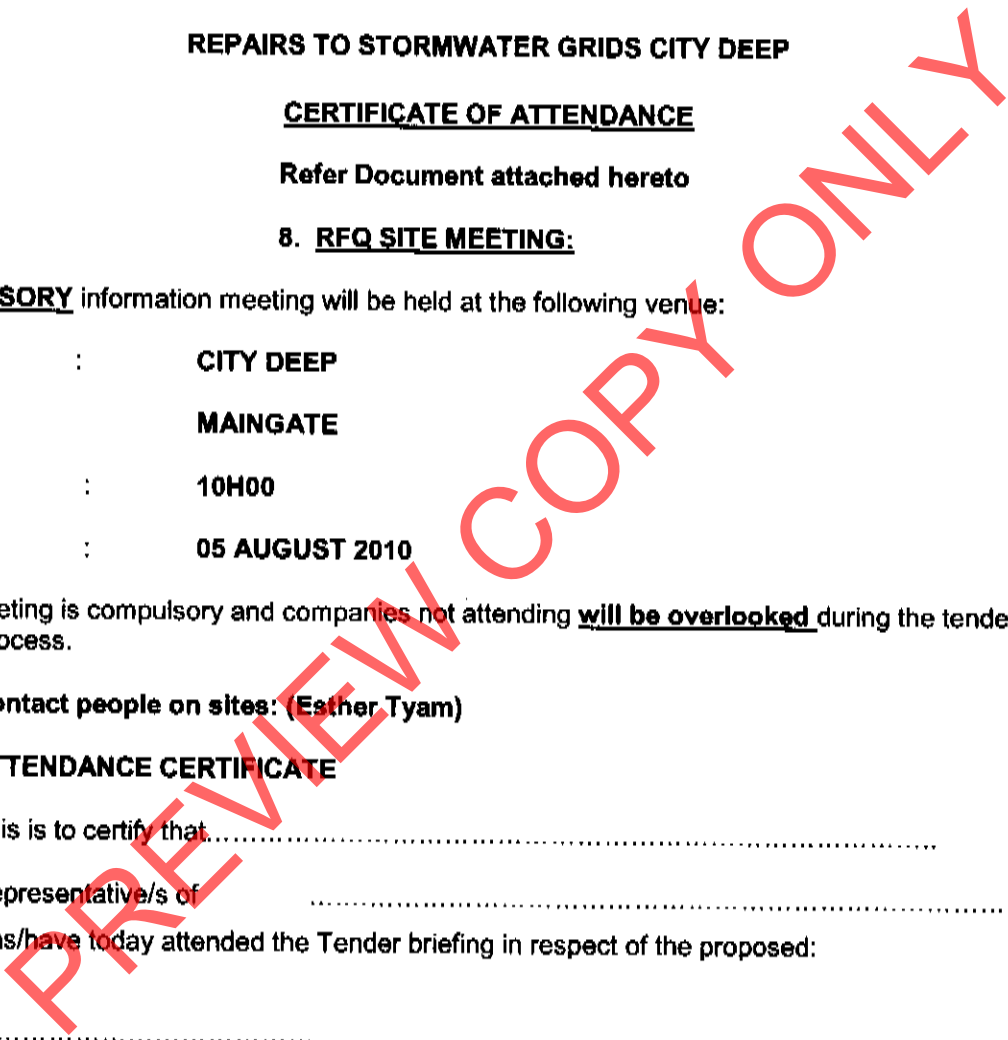 REPAIRS TO STORMWATER GRIDS CITY DEEP
CERTIFICATE OF ATTENDANCE
Refer Document attached hereto
8. RFQ SITE MEETING:
SORY information meeting will be held at the following venue:
: CITY DEEP
MAINGATE
: 10H00
: 05 AUGUST 2010
eting is compulsory and companies not attending will be overlooked during the tende
ocess.
ontact people on sites: (Esther Tyam)
TTENDANCE CERTIFICATE
is is to certify that......................................................................
epresentative/s of ......................................................................
as/have today attended the Tender briefing in respect of the proposed:
......................................
PREVIEW COPY ONLY